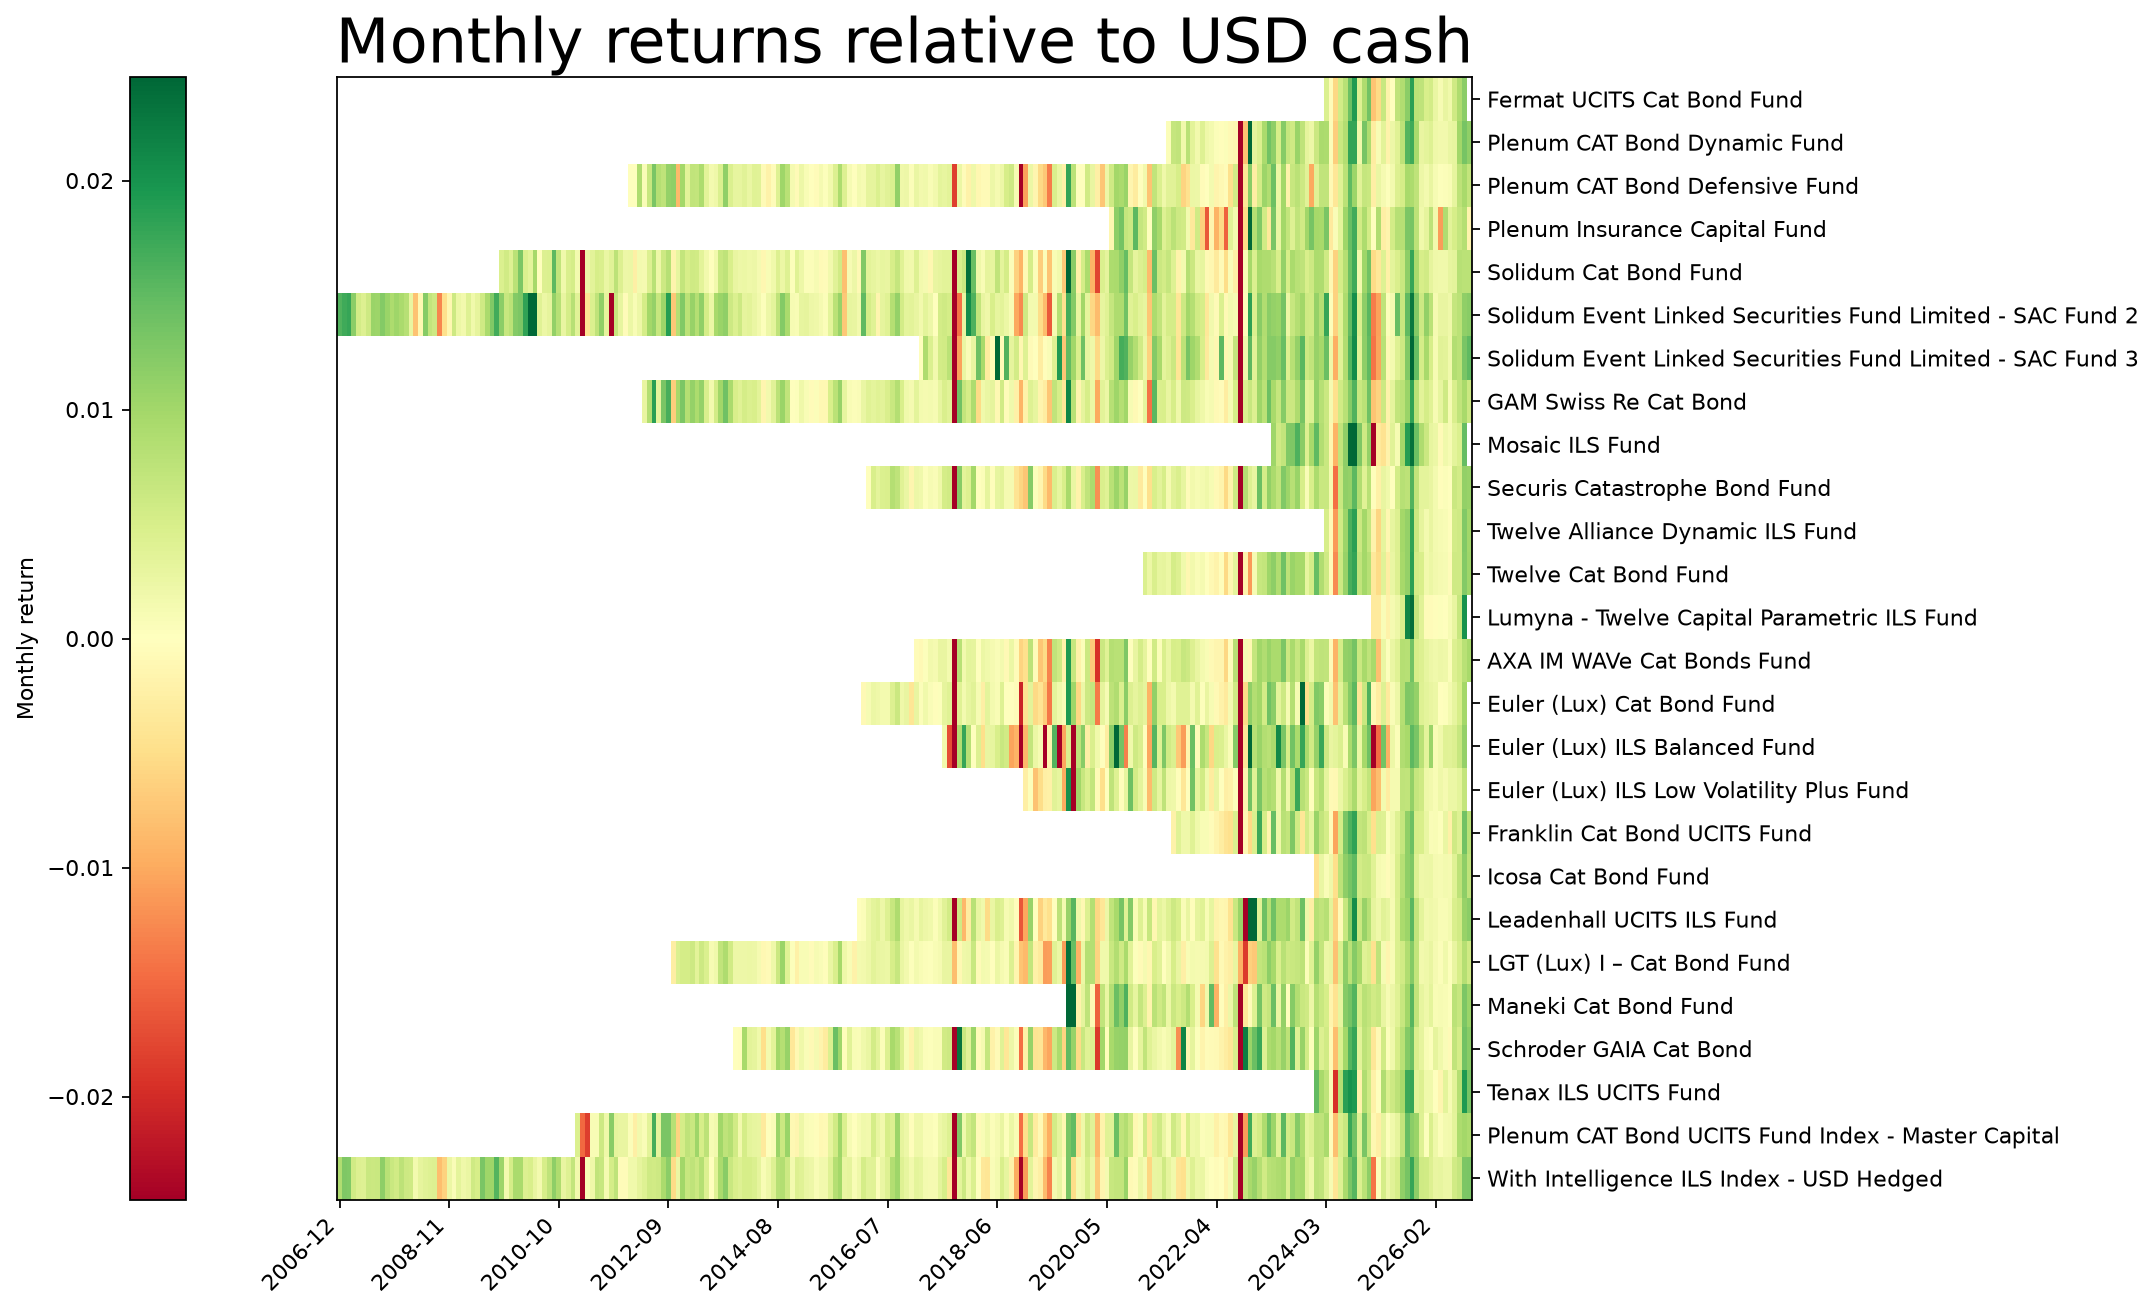 Monthly returns relative to USD cash
Monthly return
0.02
0.01
0.00
−0.01
−0.02
Fermat UCITS Cat Bond Fund
Plenum CAT Bond Dynamic Fund
Plenum CAT Bond Defensive Fund
Plenum Insurance Capital Fund
Solidum Cat Bond Fund
Solidum Event Linked Securities Fund Limited - SAC Fund 2
Solidum Event Linked Securities Fund Limited - SAC Fund 3
GAM Swiss Re Cat Bond
Mosaic ILS Fund
Securis Catastrophe Bond Fund
Twelve Alliance Dynamic ILS Fund
Twelve Cat Bond Fund
Lumyna - Twelve Capital Parametric ILS Fund
AXA IM WAVe Cat Bonds Fund
Euler (Lux) Cat Bond Fund
Euler (Lux) ILS Balanced Fund
Euler (Lux) ILS Low Volatility Plus Fund
Franklin Cat Bond UCITS Fund
Icosa Cat Bond Fund
Leadenhall UCITS ILS Fund
LGT (Lux) I – Cat Bond Fund
Maneki Cat Bond Fund
Schroder GAIA Cat Bond
Tenax ILS UCITS Fund
Plenum CAT Bond UCITS Fund Index - Master Capital
With Intelligence ILS Index - USD Hedged
2006-12
2008-11
2010-10
2012-09
2014-08
2016-07
2018-06
2020-05
2022-04
2024-03
2026-02